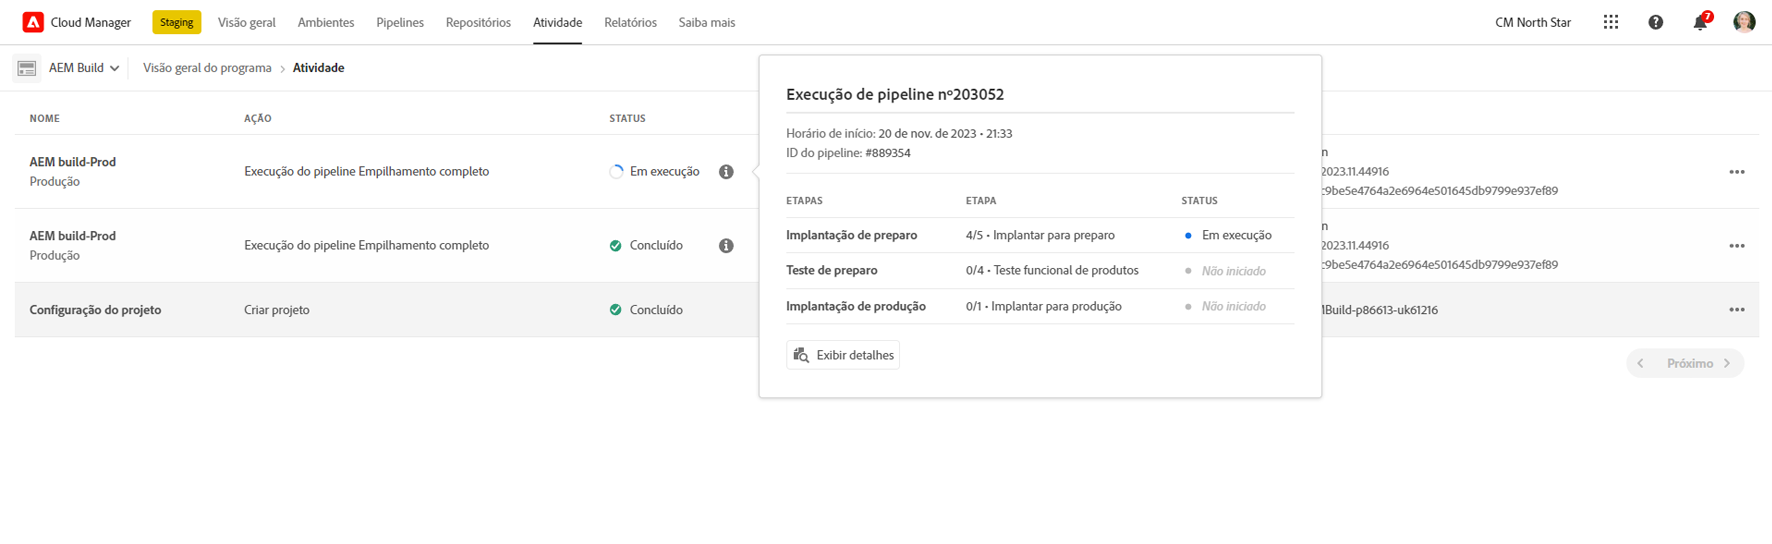 Cloud Manager Staging Visão geral Ambientes Pipelines Repositórios Atividade Relatórios Saiba mais CM North Star 7
AEM Build Visão geral do programa › Atividade
NOME AÇÃO STATUS
AEM build-Prod
Produção
Execução do pipeline Empilhamento completo
Em execução
2023.11.44916
c9be5e4764a2e6964e501645db9799e937ef89
AEM build-Prod
Produção
Execução do pipeline Empilhamento completo
Concluído
2023.11.44916
c9be5e4764a2e6964e501645db9799e937ef89
Configuração do projeto
Criar projeto
Concluído
MBuild-p86613-uk61216
Execução de pipeline nº203052
Horário de início: 20 de nov. de 2023 • 21:33
ID do pipeline: #889354
ETAPAS ETAPA STATUS
Implantação de preparo 4/5 • Implantar para preparo Em execução
Teste de preparo 0/4 • Teste funcional de produtos Não iniciado
Implantação de produção 0/1 • Implantar para produção Não iniciado
Exibir detalhes
Próximo